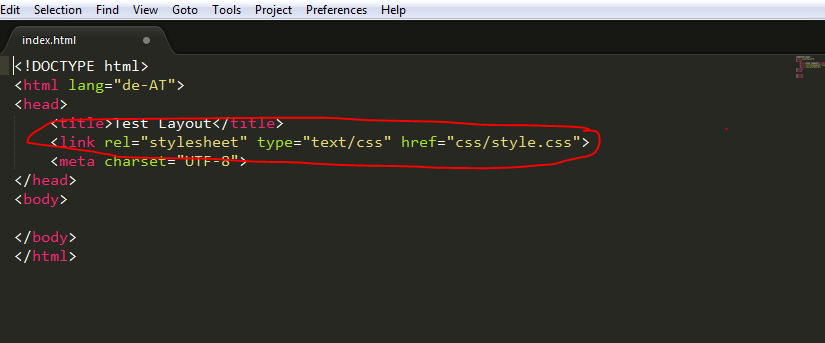 Edit Selection Find View Goto Tools Project Preferences Help
index.html
<!DOCTYPE html>
<html lang="de-AT">
<head>
<title>Test Layout</title>
<link rel="stylesheet" type="text/css" href="css/style.css">
<meta charset="UTF-8">
</head>
<body>
</body>
</html>